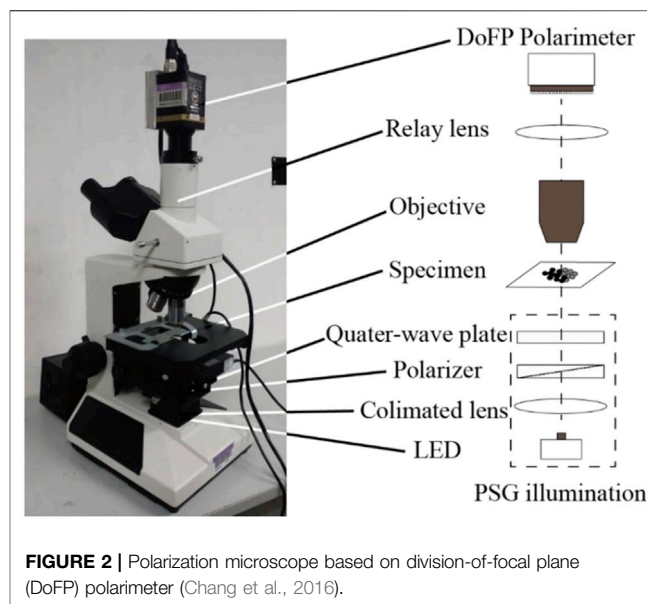 DoFP Polarimeter
Relay lens
Objective
Specimen
Quater-wave plate
Polarizer
Colimated lens
LED
PSG illumination
FIGURE 2 | Polarization microscope based on division-of-focal plane
(DoFP) polarimeter (Chang et al., 2016).